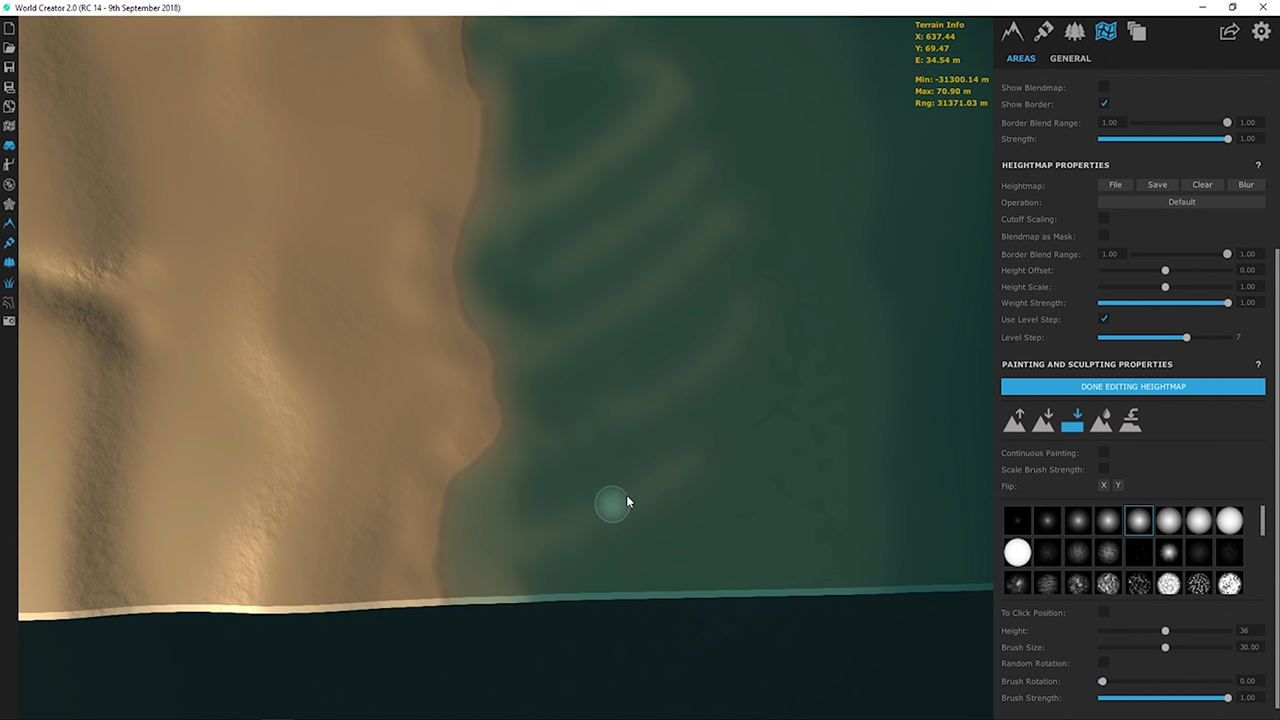 World Creator 2.0 (RC 14 - 9th September 2018)
Terrain Info
X: 637.44
Y: 69.47
E: 34.54 m
Min: -31300.14 m
Max: 70.90 m
Rng: 31371.03 m
AREAS GENERAL
Show Blendmap:
Show Border:
Border Blend Range: 1.00 1.00
Strength: 1.00
HEIGHTMAP PROPERTIES ?
Heightmap: File Save Clear Blur
Operation: Default
Cutoff Scaling:
Blendmap as Mask:
Border Blend Range: 1.00 1.00
Height Offset: 0.00
Height Scale: 1.00
Weight Strength: 1.00
Use Level Step:
Level Step: 7
PAINTING AND SCULPTING PROPERTIES ?
DONE EDITING HEIGHTMAP
Continuous Painting:
Scale Brush Strength:
Flip: X Y
To Click Position:
Height: 36
Brush Size: 30.00
Random Rotation:
Brush Rotation: 0.00
Brush Strength: 1.00